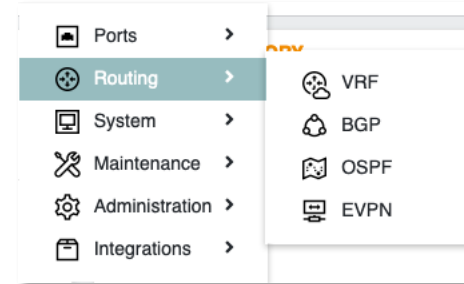 Ports
Routing
System
Maintenance
Administration
Integrations
VRF
BGP
OSPF
EVPN